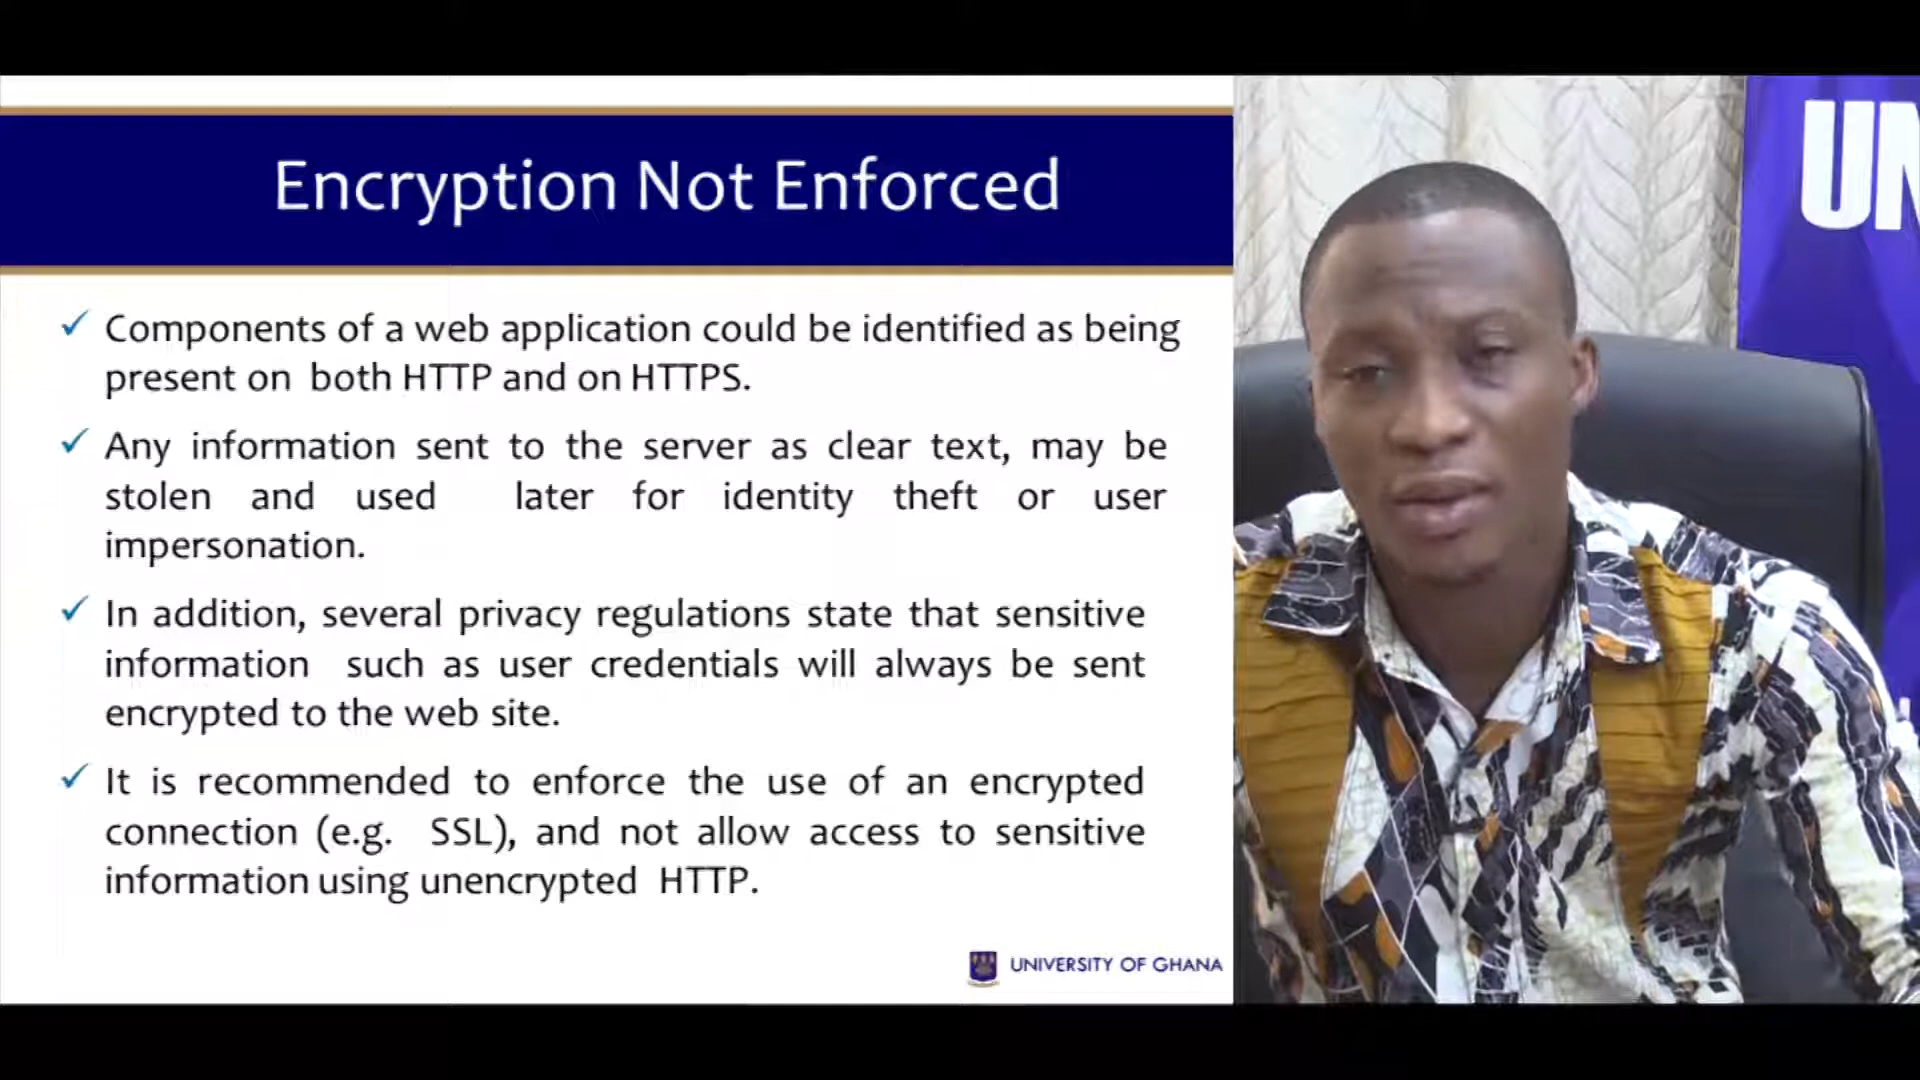 Encryption Not Enforced
Components of a web application could be identified as being
present on both HTTP and on HTTPS.
Any information sent to the server as clear text, may be
stolen and used later for identity theft or user
impersonation.
In addition, several privacy regulations state that sensitive
information such as user credentials will always be sent
encrypted to the web site.
It is recommended to enforce the use of an encrypted
connection (e.g. SSL), and not allow access to sensitive
information using unencrypted HTTP.
UNIVERSITY OF GHANA
UN